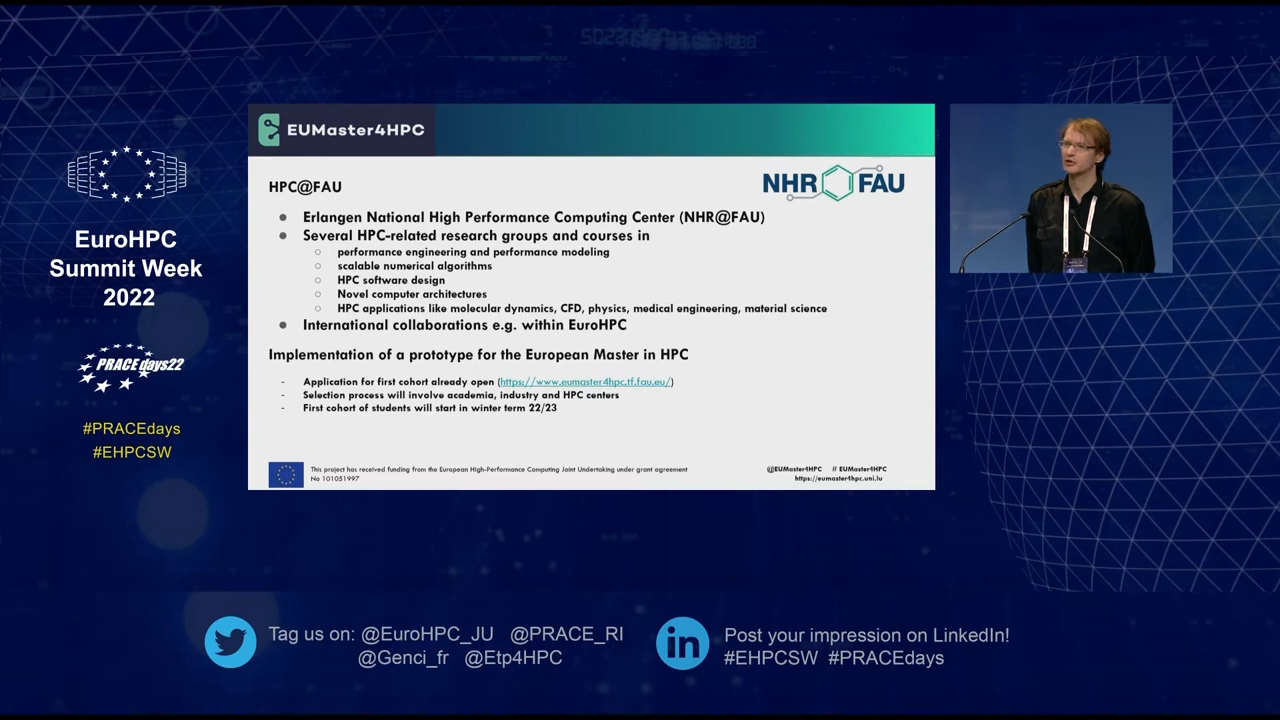 EuroHPC
Summit Week
2022
PRACEdays22
#PRACEdays
#EHPCSW
EUMaster4HPC
NHR FAU
HPC@FAU
● Erlangen National High Performance Computing Center (NHR@FAU)
● Several HPC-related research groups and courses in
○ performance engineering and performance modeling
○ scalable numerical algorithms
○ HPC software design
○ Novel computer architectures
○ HPC applications like molecular dynamics, CFD, physics, medical engineering, material science
● International collaborations e.g. within EuroHPC
Implementation of a prototype for the European Master in HPC
- Application for first cohort already open (https://www.eumaster4hpc.tf.fau.eu/)
- Selection process will involve academia, industry and HPC centers
- First cohort of students will start in winter term 22/23
This project has received funding from the European High-Performance Computing Joint Undertaking under grant agreement
No 101051997
@EUMaster4HPC # EUMaster4HPC
https://eumaster4hpc.uni.lu
Tag us on: @EuroHPC_JU @PRACE_RI
@Genci_fr @Etp4HPC
in
Post your impression on LinkedIn!
#EHPCSW #PRACEdays